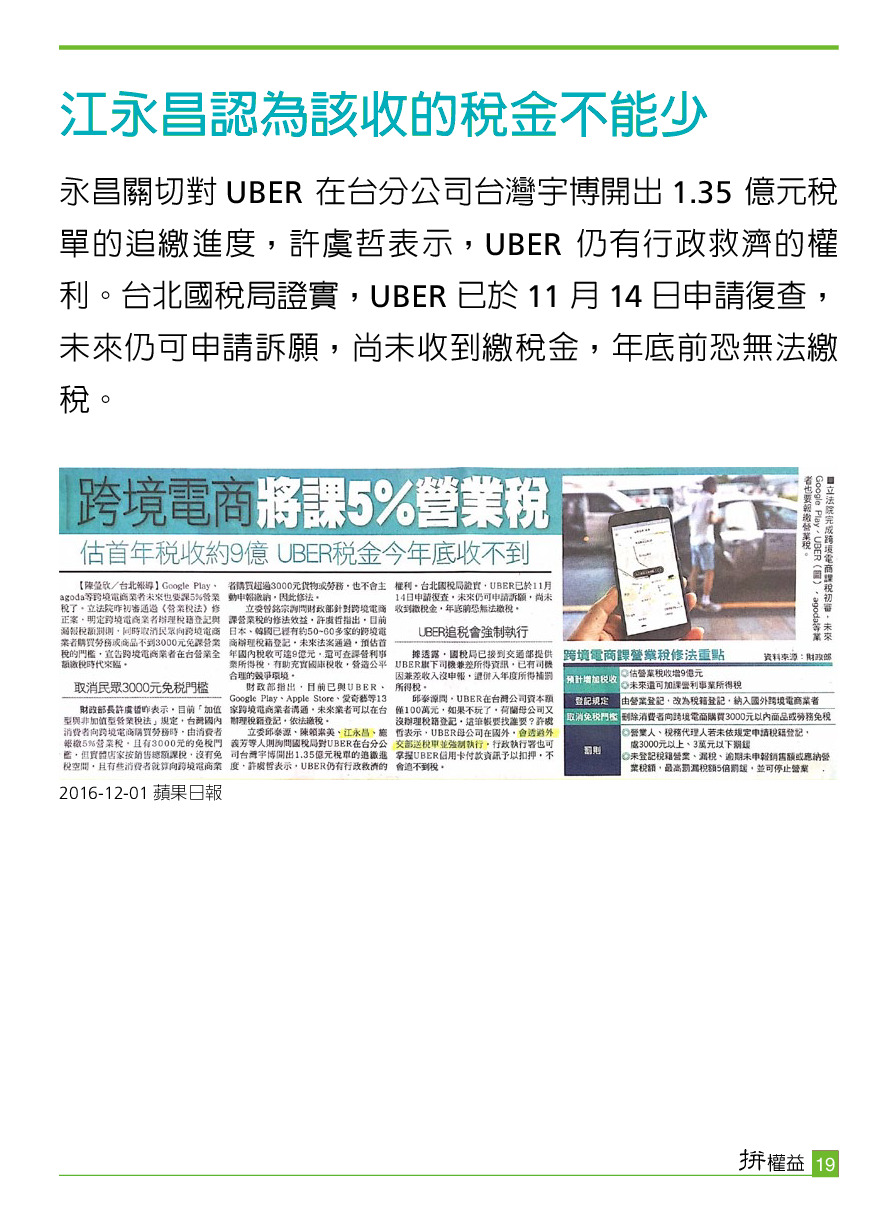 江永昌認為該收的稅金不能少
永昌關切對 UBER 在台分公司台灣宇博開出 1.35 億元稅
單的追繳進度，許虞哲表示，UBER 仍有行政救濟的權
利。台北國稅局證實，UBER 已於 11 月 14 日申請復查，
未來仍可申請訴願，尚未收到繳稅金，年底前恐無法繳
稅。
跨境電商將課5%營業稅
估首年稅收約9億 UBER稅金今年底收不到
【陳瑩欣／台北報導】Google Play、
agoda等跨境電商業者未來也要課5%營業
稅了。立法院昨初審通過《營業稅法》修
正案，明定跨境電商業者辦理稅籍登記與
漏報稅額罰則，同時取消民眾向跨境電商
業者購買勞務或商品不到3000元免課營業
稅的門檻，宣告跨境電商業者在台營業全
額繳稅時代來臨。
取消民眾3000元免稅門檻
財政部長許虞哲昨表示，目前「加值
型與非加值型營業稅法」規定，台灣國內
消費者向跨境電商購買勞務時，由消費者
報繳5%營業稅，且有3000元的免稅門
檻，但實體店家按銷售總額課稅，沒有免
稅空間，且有些消費者就算向跨境電商業
者購買超過3000元貨物或勞務，也不會主
動申報繳納，因此修法。
立委曾銘宗詢問財政部針對跨境電商
課營業稅的修法效益，許虞哲指出，目前
日本、韓國已經有約50~60多家的跨境電
商辦理稅籍登記，未來法案通過，預估首
年國內稅收可達9億元，還可查課營利事
業所得稅，有助充實國庫稅收，營造公平
合理的競爭環境。
財政部指出，目前已與UBER、
Google Play、Apple Store、愛奇藝等13
家跨境電商業者溝通，未來業者可以在台
辦理稅籍登記，依法繳稅。
立委邱泰源、陳賴素美、江永昌、施
義芳等人則詢問國稅局對UBER在台分公
司台灣宇博開出1.35億元稅單的追繳進
度，許虞哲表示，UBER仍有行政救濟的
權利。台北國稅局證實，UBER已於11月
14日申請復查，未來仍可申請訴願，尚未
收到繳稅金，年底前恐無法繳稅。
UBER追稅會強制執行
據透露，國稅局已接到交通部提供
UBER旗下司機兼差所得資訊，已有司機
因兼差收入沒申報，遭併入年度所得補罰
所得稅。
邱泰源問，UBER在台灣公司資本額
僅100萬元，如果不玩了，荷蘭母公司又
沒辦理稅籍登記，這筆帳要找誰要？許虞
哲表示，UBER母公司在國外，會透過外
交部送稅單並強制執行，行政執行署也可
掌握UBER信用卡付款資訊予以扣押，不
會追不到稅。
■立法院完成跨境電商課稅初審，未來
Google Play、UBER（圖）、agoda等業
者也要報繳營業稅。
跨境電商課營業稅修法重點 資料來源：財政部
預計增加稅收 ◎估營業稅收增9億元
◎未來還可加課營利事業所得稅
登記規定 由營業登記，改為稅籍登記，納入國外跨境電商業者
取消免稅門檻 刪除消費者向跨境電商購買3000元以內商品或勞務免稅
罰則 ◎營業人、稅務代理人若未依規定申請稅籍登記，
處3000元以上、3萬元以下罰鍰
◎未登記稅籍營業、漏稅、逾期未申報銷售額或應納營
業稅額，最高罰漏稅額5倍罰鍰，並可停止營業
2016-12-01 蘋果日報
拚權益 19